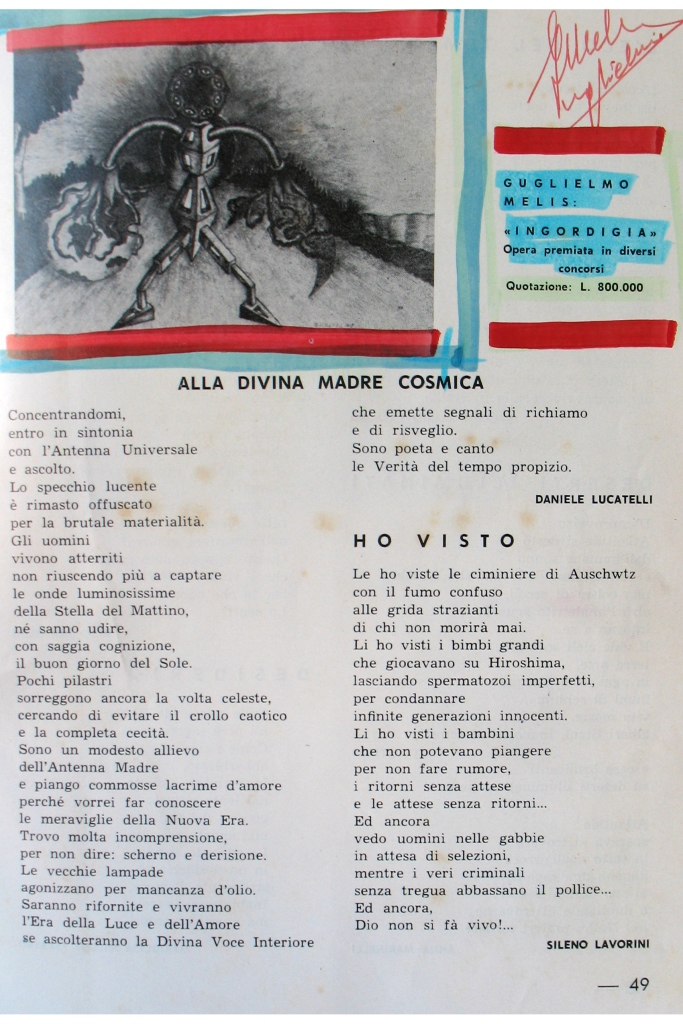 GUGLIELMO
MELIS:
«INGORDIGIA»
Opera premiata in diversi
concorsi
Quotazione: L. 800.000
ALLA DIVINA MADRE COSMICA
Concentrandomi,
entro in sintonia
con l'Antenna Universale
e ascolto.
Lo specchio lucente
è rimasto offuscato
per la brutale materialità.
Gli uomini
vivono atterriti
non riuscendo più a captare
le onde luminosissime
della Stella del Mattino,
né sanno udire,
con saggia cognizione,
il buon giorno del Sole.
Pochi pilastri
sorreggono ancora la volta celeste,
cercando di evitare il crollo caotico
e la completa cecità.
Sono un modesto allievo
dell'Antenna Madre
e piango commosse lacrime d'amore
perché vorrei far conoscere
le meraviglie della Nuova Era.
Trovo molta incomprensione,
per non dire: scherno e derisione.
Le vecchie lampade
agonizzano per mancanza d'olio.
Saranno rifornite e vivranno
l'Era della Luce e dell'Amore
se ascolteranno la Divina Voce Interiore
che emette segnali di richiamo
e di risveglio.
Sono poeta e canto
le Verità del tempo propizio.
DANIELE LUCATELLI
HO VISTO
Le ho viste le ciminiere di Auschwtz
con il fumo confuso
alle grida strazianti
di chi non morirà mai.
Li ho visti i bimbi grandi
che giocavano su Hiroshima,
lasciando spermatozoi imperfetti,
per condannare
infinite generazioni innocenti.
Li ho visti i bambini
che non potevano piangere
per non fare rumore,
i ritorni senza attese
e le attese senza ritorni...
Ed ancora
vedo uomini nelle gabbie
in attesa di selezioni,
mentre i veri criminali
senza tregua abbassano il pollice...
Ed ancora,
Dio non si fà vivo!...
SILENO LAVORINI
— 49